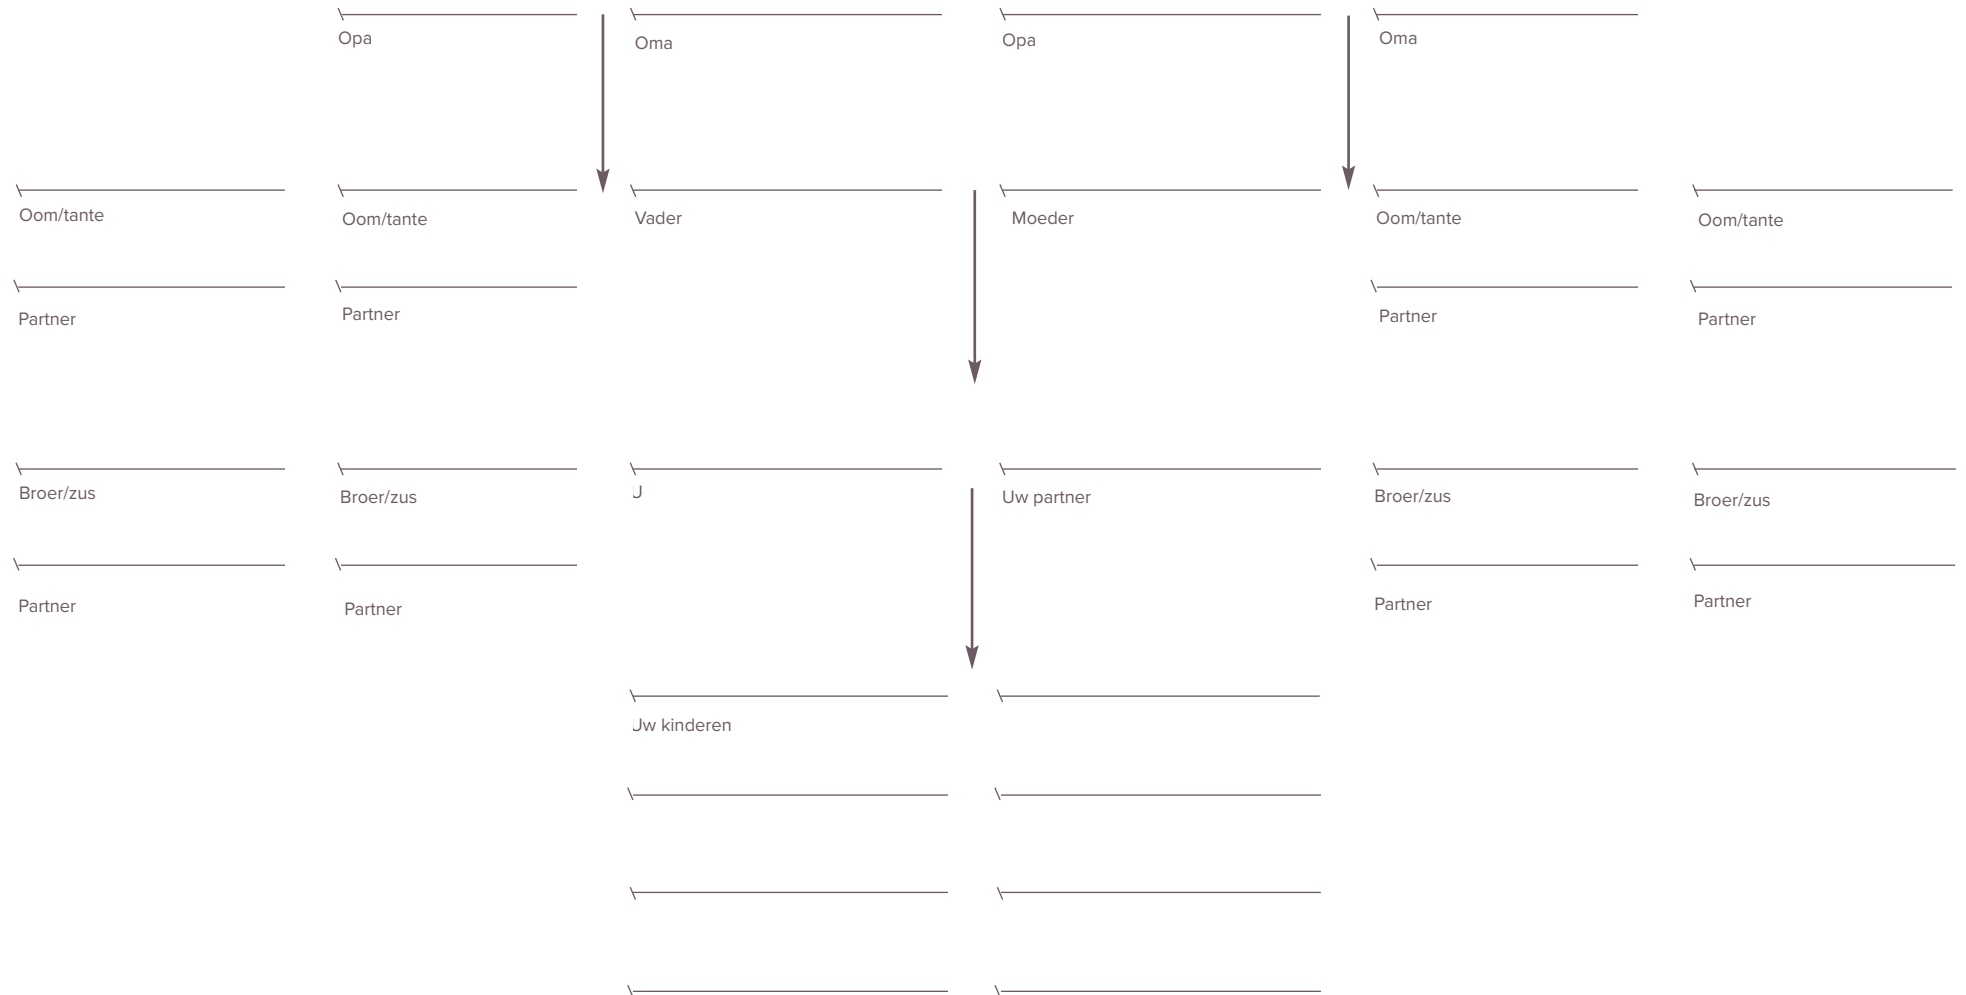 Opa
Oma
Opa
Oma
Oom/tante
Oom/tante
Vader
Moeder
Oom/tante
Oom/tante
Partner
Partner
Partner
Partner
Broer/zus
Broer/zus
U
Uw partner
Broer/zus
Broer/zus
Partner
Partner
Partner
Partner
Uw kinderen